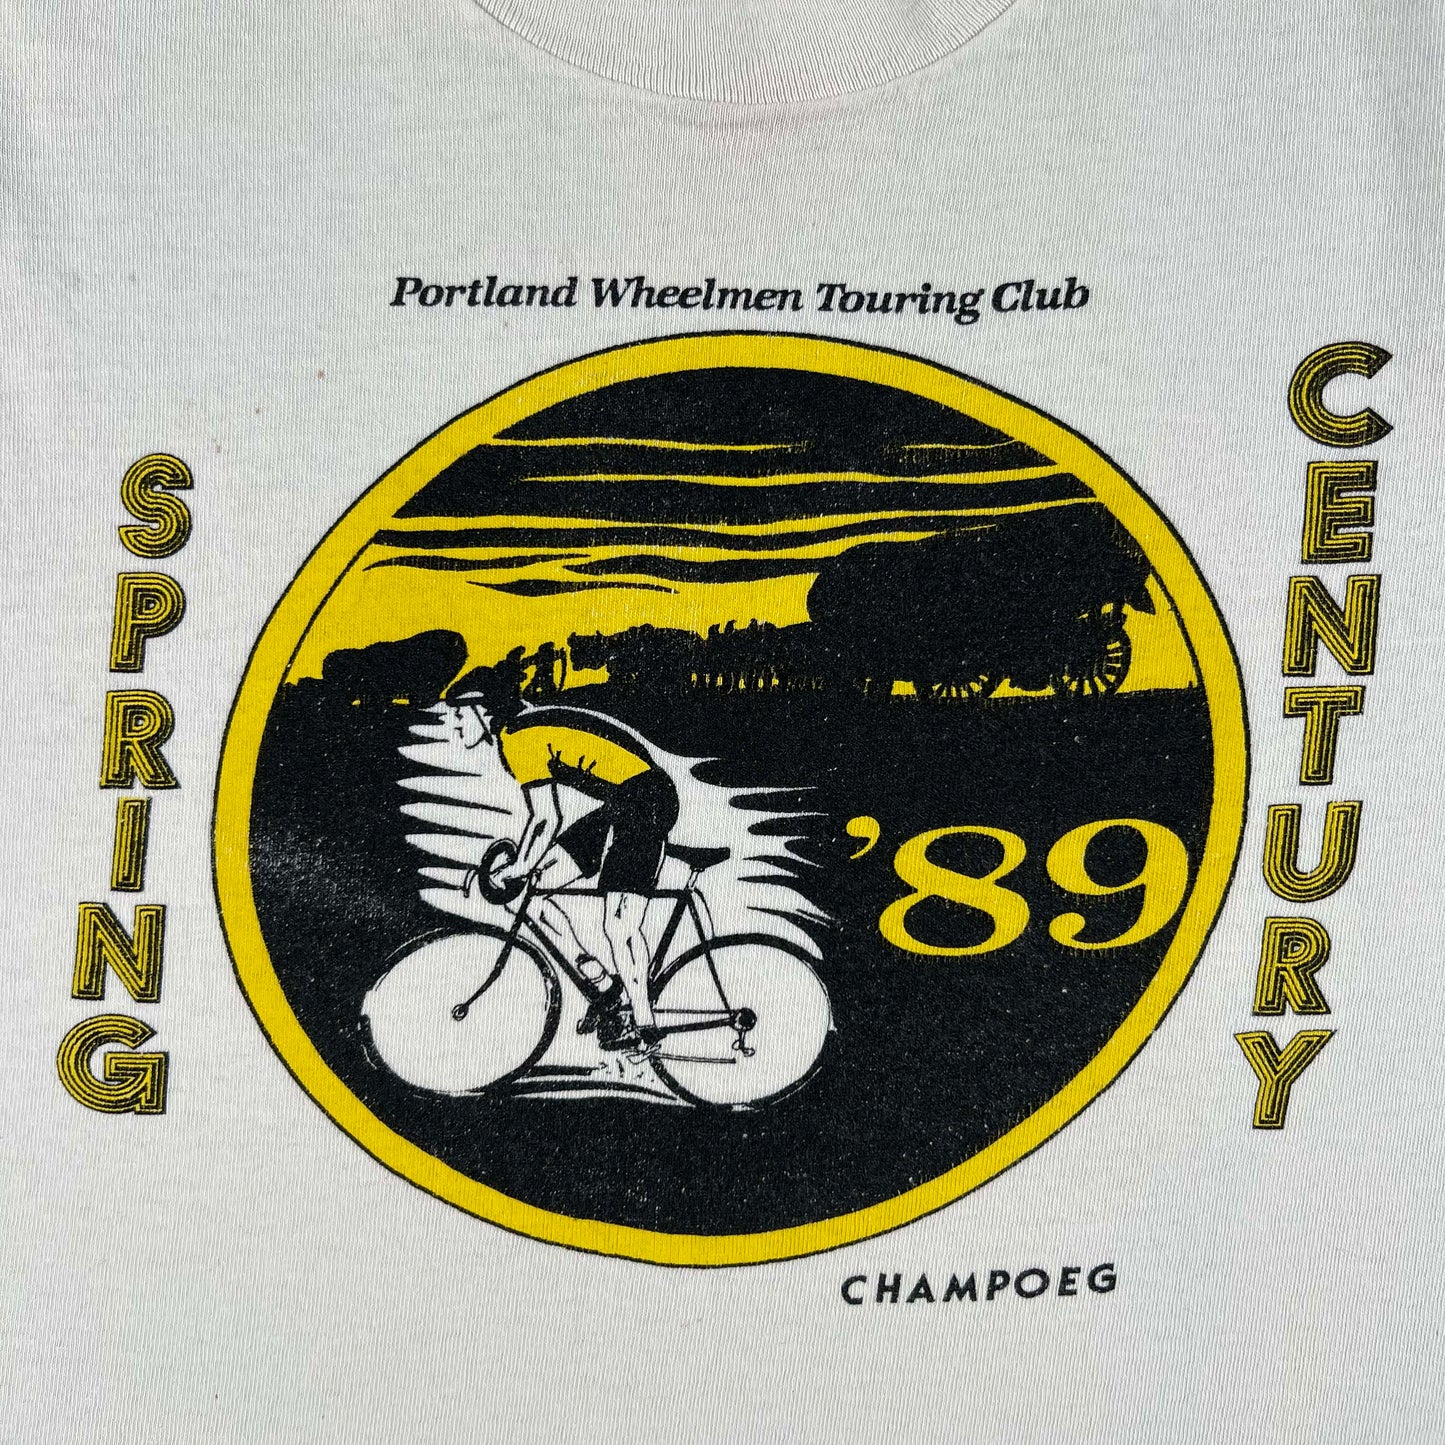 Portland Wheelmen Touring Club
SPRING
CENTURY
'89
CHAMPOEG